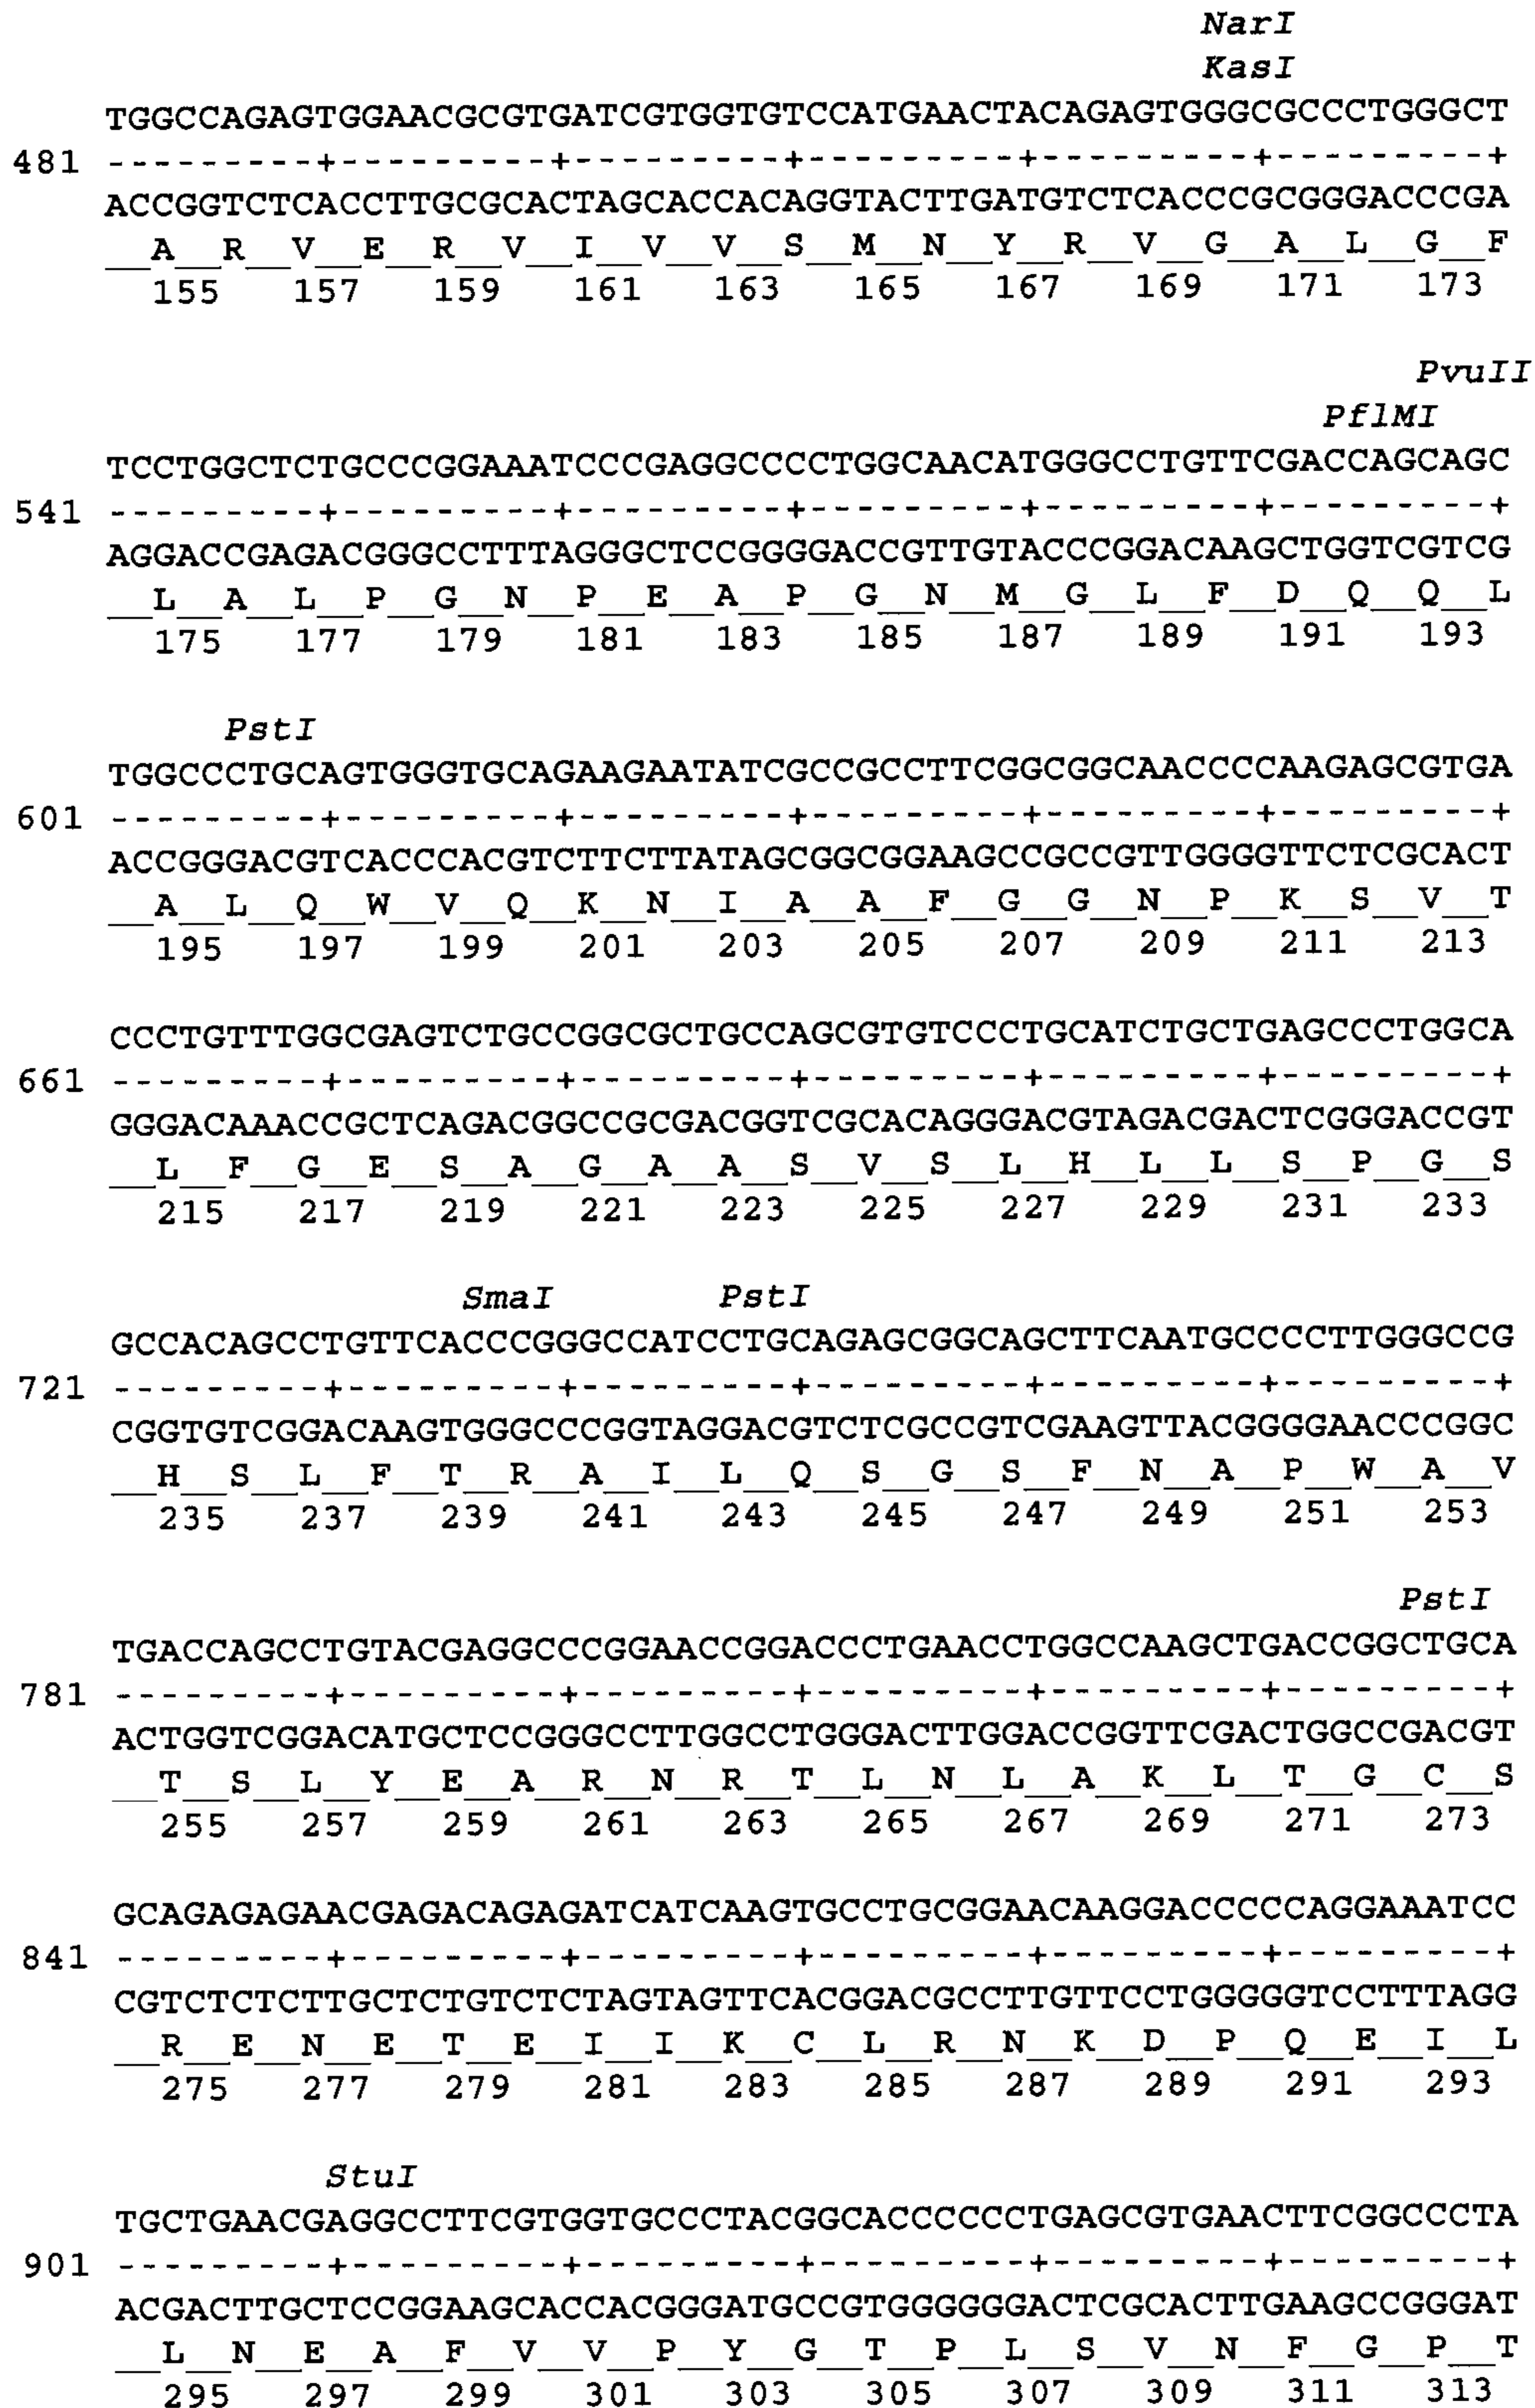 NarI
KasI
TGGCCAGAGTGGAACGCGTGATCGTGGTGTCCATGAACTACAGAGTGGGCGCCCTGGGCT
481 ---------+---------+---------+---------+---------+---------+
ACCGGTCTCACCTTGCGCACTAGCACCACAGGTACTTGATGTCTCACCCGCGGGACCCGA
__A__R__V__E__R__V__I__V__V__S__M__N__Y__R__V__G__A__L__G__F
155 157 159 161 163 165 167 169 171 173
PvuII
PflMI
TCCTGGCTCTGCCCGGAAATCCCGAGGCCCCTGGCAACATGGGCCTGTTCGACCAGCAGC
541 ---------+---------+---------+---------+---------+---------+
AGGACCGAGACGGGCCTTTAGGGCTCCGGGGACCGTTGTACCCGGACAAGCTGGTCGTCG
__L__A__L__P__G__N__P__E__A__P__G__N__M__G__L__F__D__Q__Q__L
175 177 179 181 183 185 187 189 191 193
PstI
TGGCCCTGCAGTGGGTGCAGAAGAATATCGCCGCCTTCGGCGGCAACCCCAAGAGCGTGA
601 ---------+---------+---------+---------+---------+---------+
ACCGGGACGTCACCCACGTCTTCTTATAGCGGCGGAAGCCGCCGTTGGGGTTCTCGCACT
__A__L__Q__W__V__Q__K__N__I__A__A__F__G__G__N__P__K__S__V__T
195 197 199 201 203 205 207 209 211 213
CCCTGTTTGGCGAGTCTGCCGGCGCTGCCAGCGTGTCCCTGCATCTGCTGAGCCCTGGCA
661 ---------+---------+---------+---------+---------+---------+
GGGACAAACCGCTCAGACGGCCGCGACGGTCGCACAGGGACGTAGACGACTCGGGACCGT
__L__F__G__E__S__A__G__A__A__S__V__S__L__H__L__L__S__P__G__S
215 217 219 221 223 225 227 229 231 233
SmaI PstI
GCCACAGCCTGTTCACCCGGGCCATCCTGCAGAGCGGCAGCTTCAATGCCCCTTGGGCCG
721 ---------+---------+---------+---------+---------+---------+
CGGTGTCGGACAAGTGGGCCCGGTAGGACGTCTCGCCGTCGAAGTTACGGGGAACCCGGC
__H__S__L__F__T__R__A__I__L__Q__S__G__S__F__N__A__P__W__A__V
235 237 239 241 243 245 247 249 251 253
PstI
TGACCAGCCTGTACGAGGCCCGGAACCGGACCCTGAACCTGGCCAAGCTGACCGGCTGCA
781 ---------+---------+---------+---------+---------+---------+
ACTGGTCGGACATGCTCCGGGCCTTGGCCTGGGACTTGGACCGGTTCGACTGGCCGACGT
__T__S__L__Y__E__A__R__N__R__T__L__N__L__A__K__L__T__G__C__S
255 257 259 261 263 265 267 269 271 273
GCAGAGAGAACGAGACAGAGATCATCAAGTGCCTGCGGAACAAGGACCCCCAGGAAATCC
841 ---------+---------+---------+---------+---------+---------+
CGTCTCTCTTGCTCTGTCTCTAGTAGTTCACGGACGCCTTGTTCCTGGGGGTCCTTTAGG
__R__E__N__E__T__E__I__I__K__C__L__R__N__K__D__P__Q__E__I__L
275 277 279 281 283 285 287 289 291 293
StuI
TGCTGAACGAGGCCTTCGTGGTGCCCTACGGCACCCCCCTGAGCGTGAACTTCGGCCCTA
901 ---------+---------+---------+---------+---------+---------+
ACGACTTGCTCCGGAAGCACCACGGGATGCCGTGGGGGGACTCGCACTTGAAGCCGGGAT
__L__N__E__A__F__V__V__P__Y__G__T__P__L__S__V__N__F__G__P__T
295 297 299 301 303 305 307 309 311 313